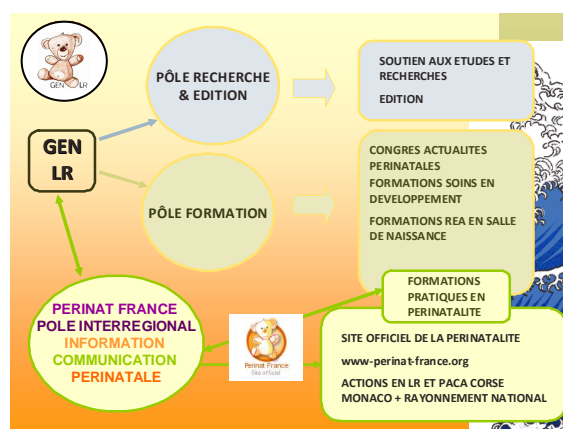 GEN LR
PÔLE RECHERCHE
& EDITION
SOUTIEN AUX ETUDES ET
RECHERCHES
EDITION
GEN
LR
PÔLE FORMATION
CONGRES ACTUALITES
PERINATALES
FORMATIONS SOINS EN
DEVELOPPEMENT
FORMATIONS REA EN SALLE
DE NAISSANCE
FORMATIONS
PRATIQUES EN
PERINATALITE
PERINAT FRANCE
POLE INTERREGIONAL
INFORMATION
COMMUNICATION
PERINATALE
Perinat France
Site officiel
SITE OFFICIEL DE LA PERINATALITE
www-perinat-france.org
ACTIONS EN LR ET PACA CORSE
MONACO + RAYONNEMENT NATIONAL